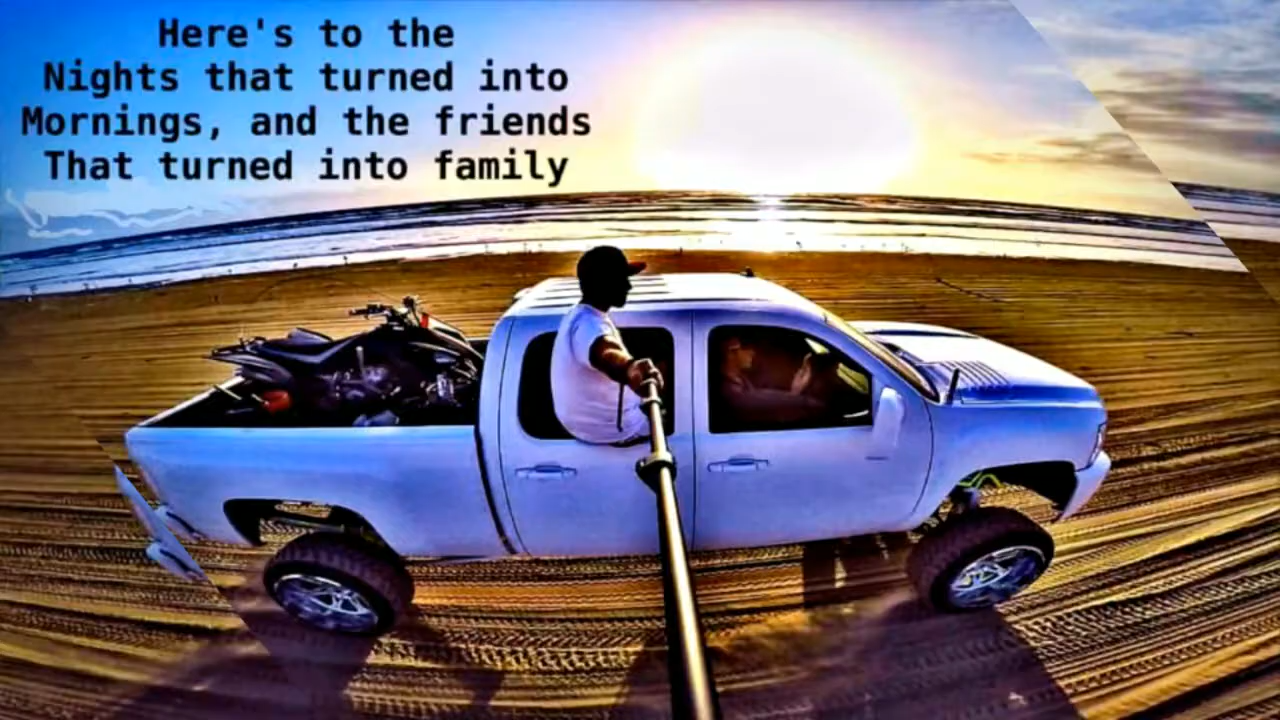 Here's to the
Nights that turned into
Mornings, and the friends
That turned into family